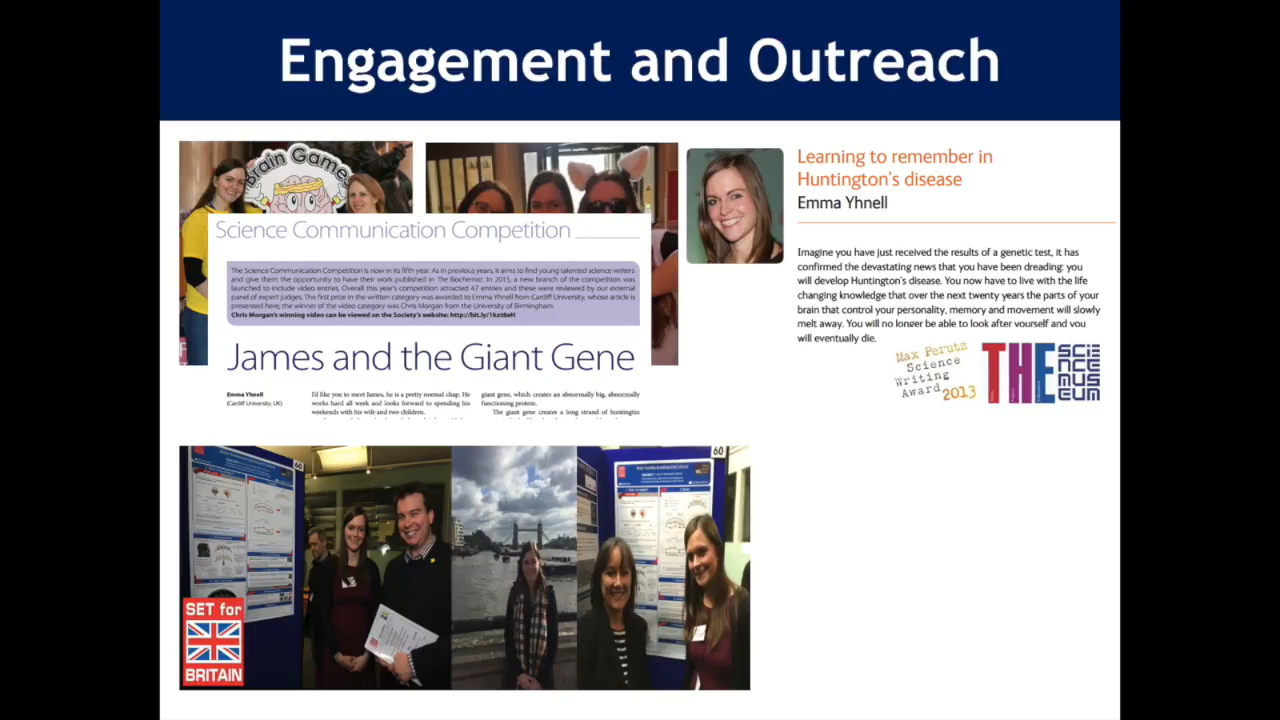 Engagement and Outreach
Brain Games
Science Communication Competition
The Science Communication Competition is now in its fifth year. As in previous years, it aims to find young talented science writers
and give them the opportunity to have their work published in The Biochemist. In 2015, a new branch of the competition was
launched to include video entries. Overall this year's competition attracted 47 entries and these were reviewed by our external
panel of expert judges. The first prize in the written category was awarded to Emma Yhnell from Cardiff University, whose article is
presented here; the winner of the video category was Chris Morgan from the University of Birmingham.
Chris Morgan's winning video can be viewed on the Society's website:
James and the Giant Gene
Emma Yhnell
(Cardiff University, UK)
I'd like you to meet James, he is a pretty normal chap. He
works hard all week and looks forward to spending his
weekends with his wife and two children.
giant gene, which creates an abnormally big, abnormally
functioning protein.
The giant gene creates a long strand of huntingtin
Learning to remember in
Huntington's disease
Emma Yhnell
Imagine you have just received the results of a genetic test, it has
confirmed the devastating news that you have been dreading: you
will develop Huntington's disease. You now have to live with the life
changing knowledge that over the next twenty years the parts of your
brain that control your personality, memory and movement will slowly
melt away. You will no longer be able to look after yourself and you
will eventually die.
Max Perutz
Science
Writing
Award 2013
THE
SCI
ENCE
MUS
EUM
60
60
SET for
BRITAIN